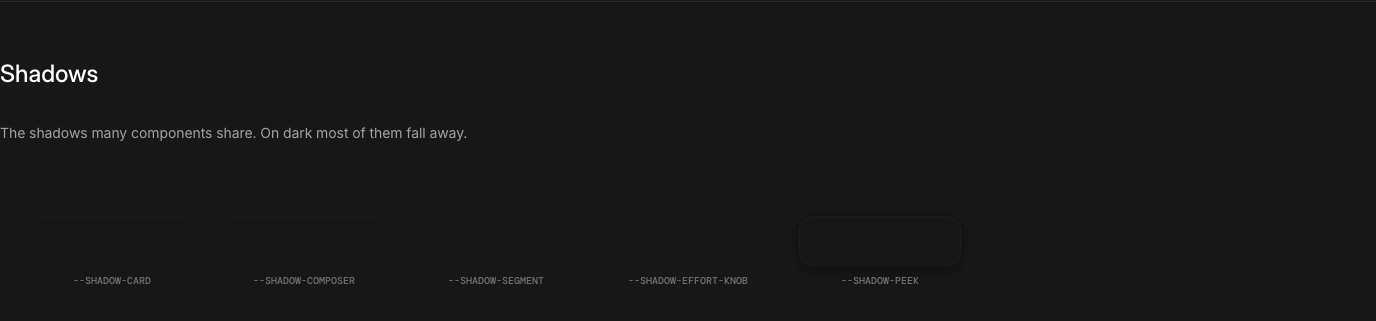 Shadows
The shadows many components share. On dark most of them fall away.
--SHADOW-CARD
--SHADOW-COMPOSER
--SHADOW-SEGMENT
--SHADOW-EFFORT-KNOB
--SHADOW-PEEK